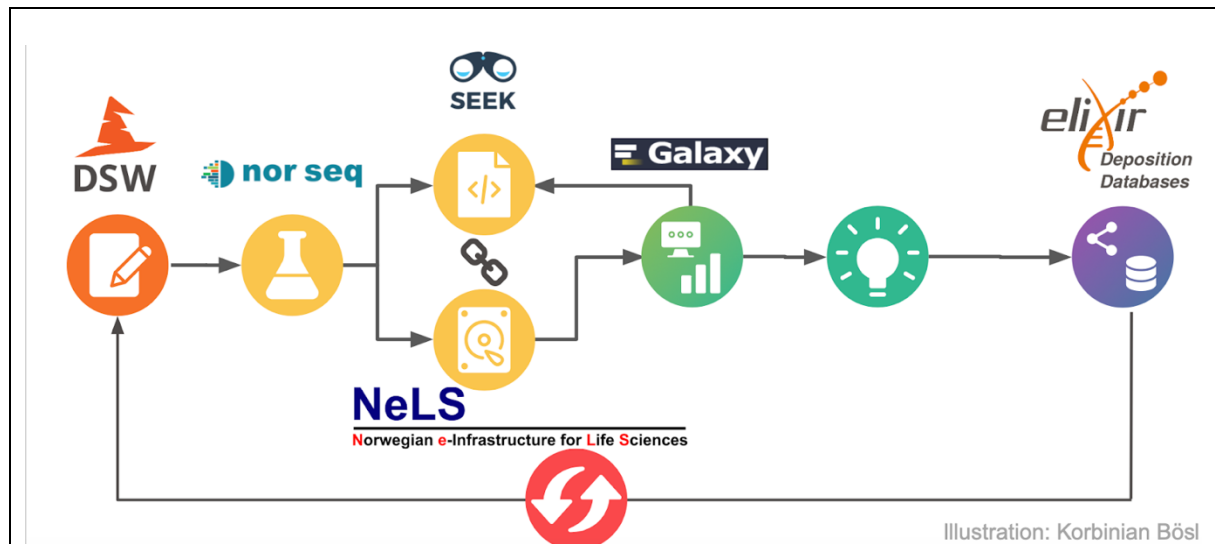 SEEK
DSW
nor seq
</>
Galaxy
elixir
Deposition
Databases
NeLS
Norwegian e-Infrastructure for Life Sciences
Illustration: Korbinian Bösl